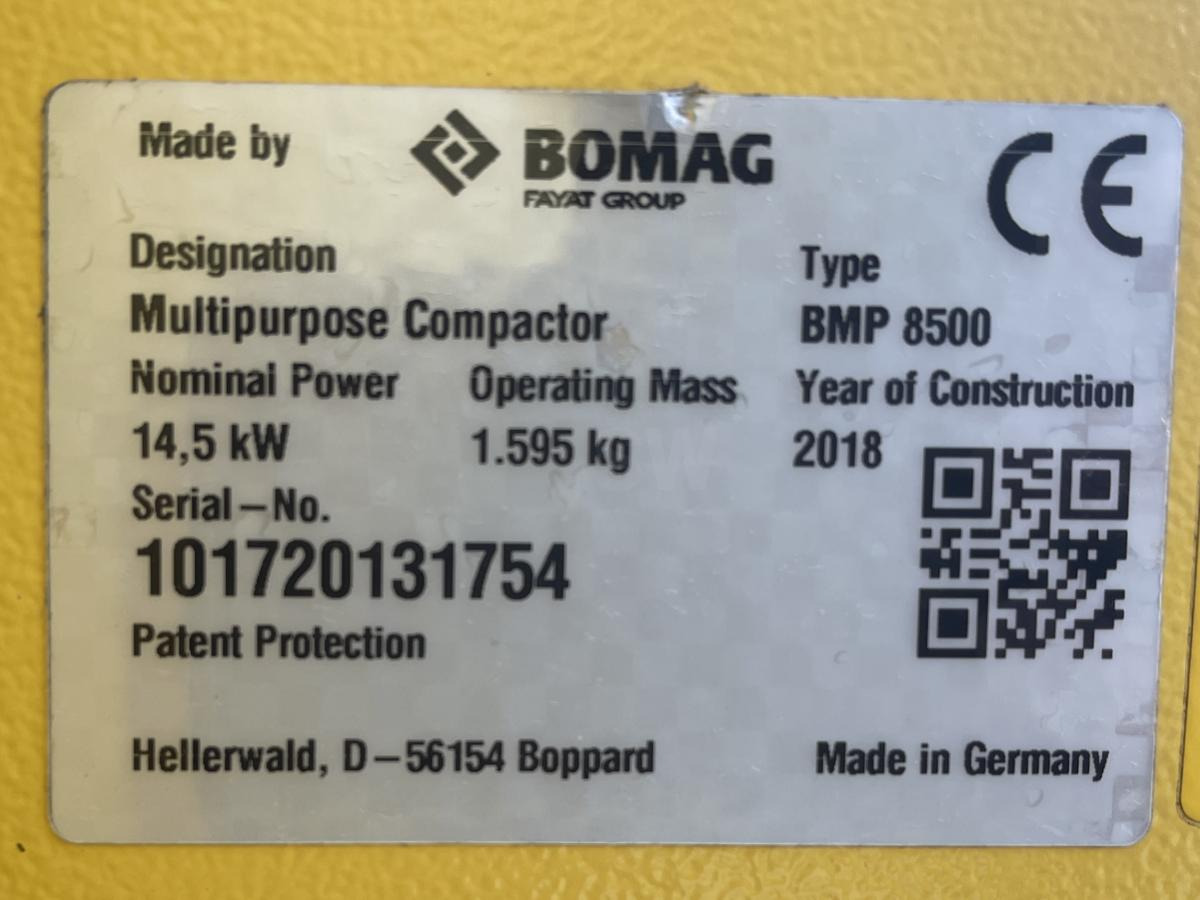 Made by BOMAG CE
FAYAT GROUP
Designation Type
Multipurpose Compactor BMP 8500
Nominal Power Operating Mass Year of Construction
14,5 kW 1.595 kg 2018
Serial – No.
101720131754
Patent Protection
Hellerwald, D – 56154 Boppard Made in Germany